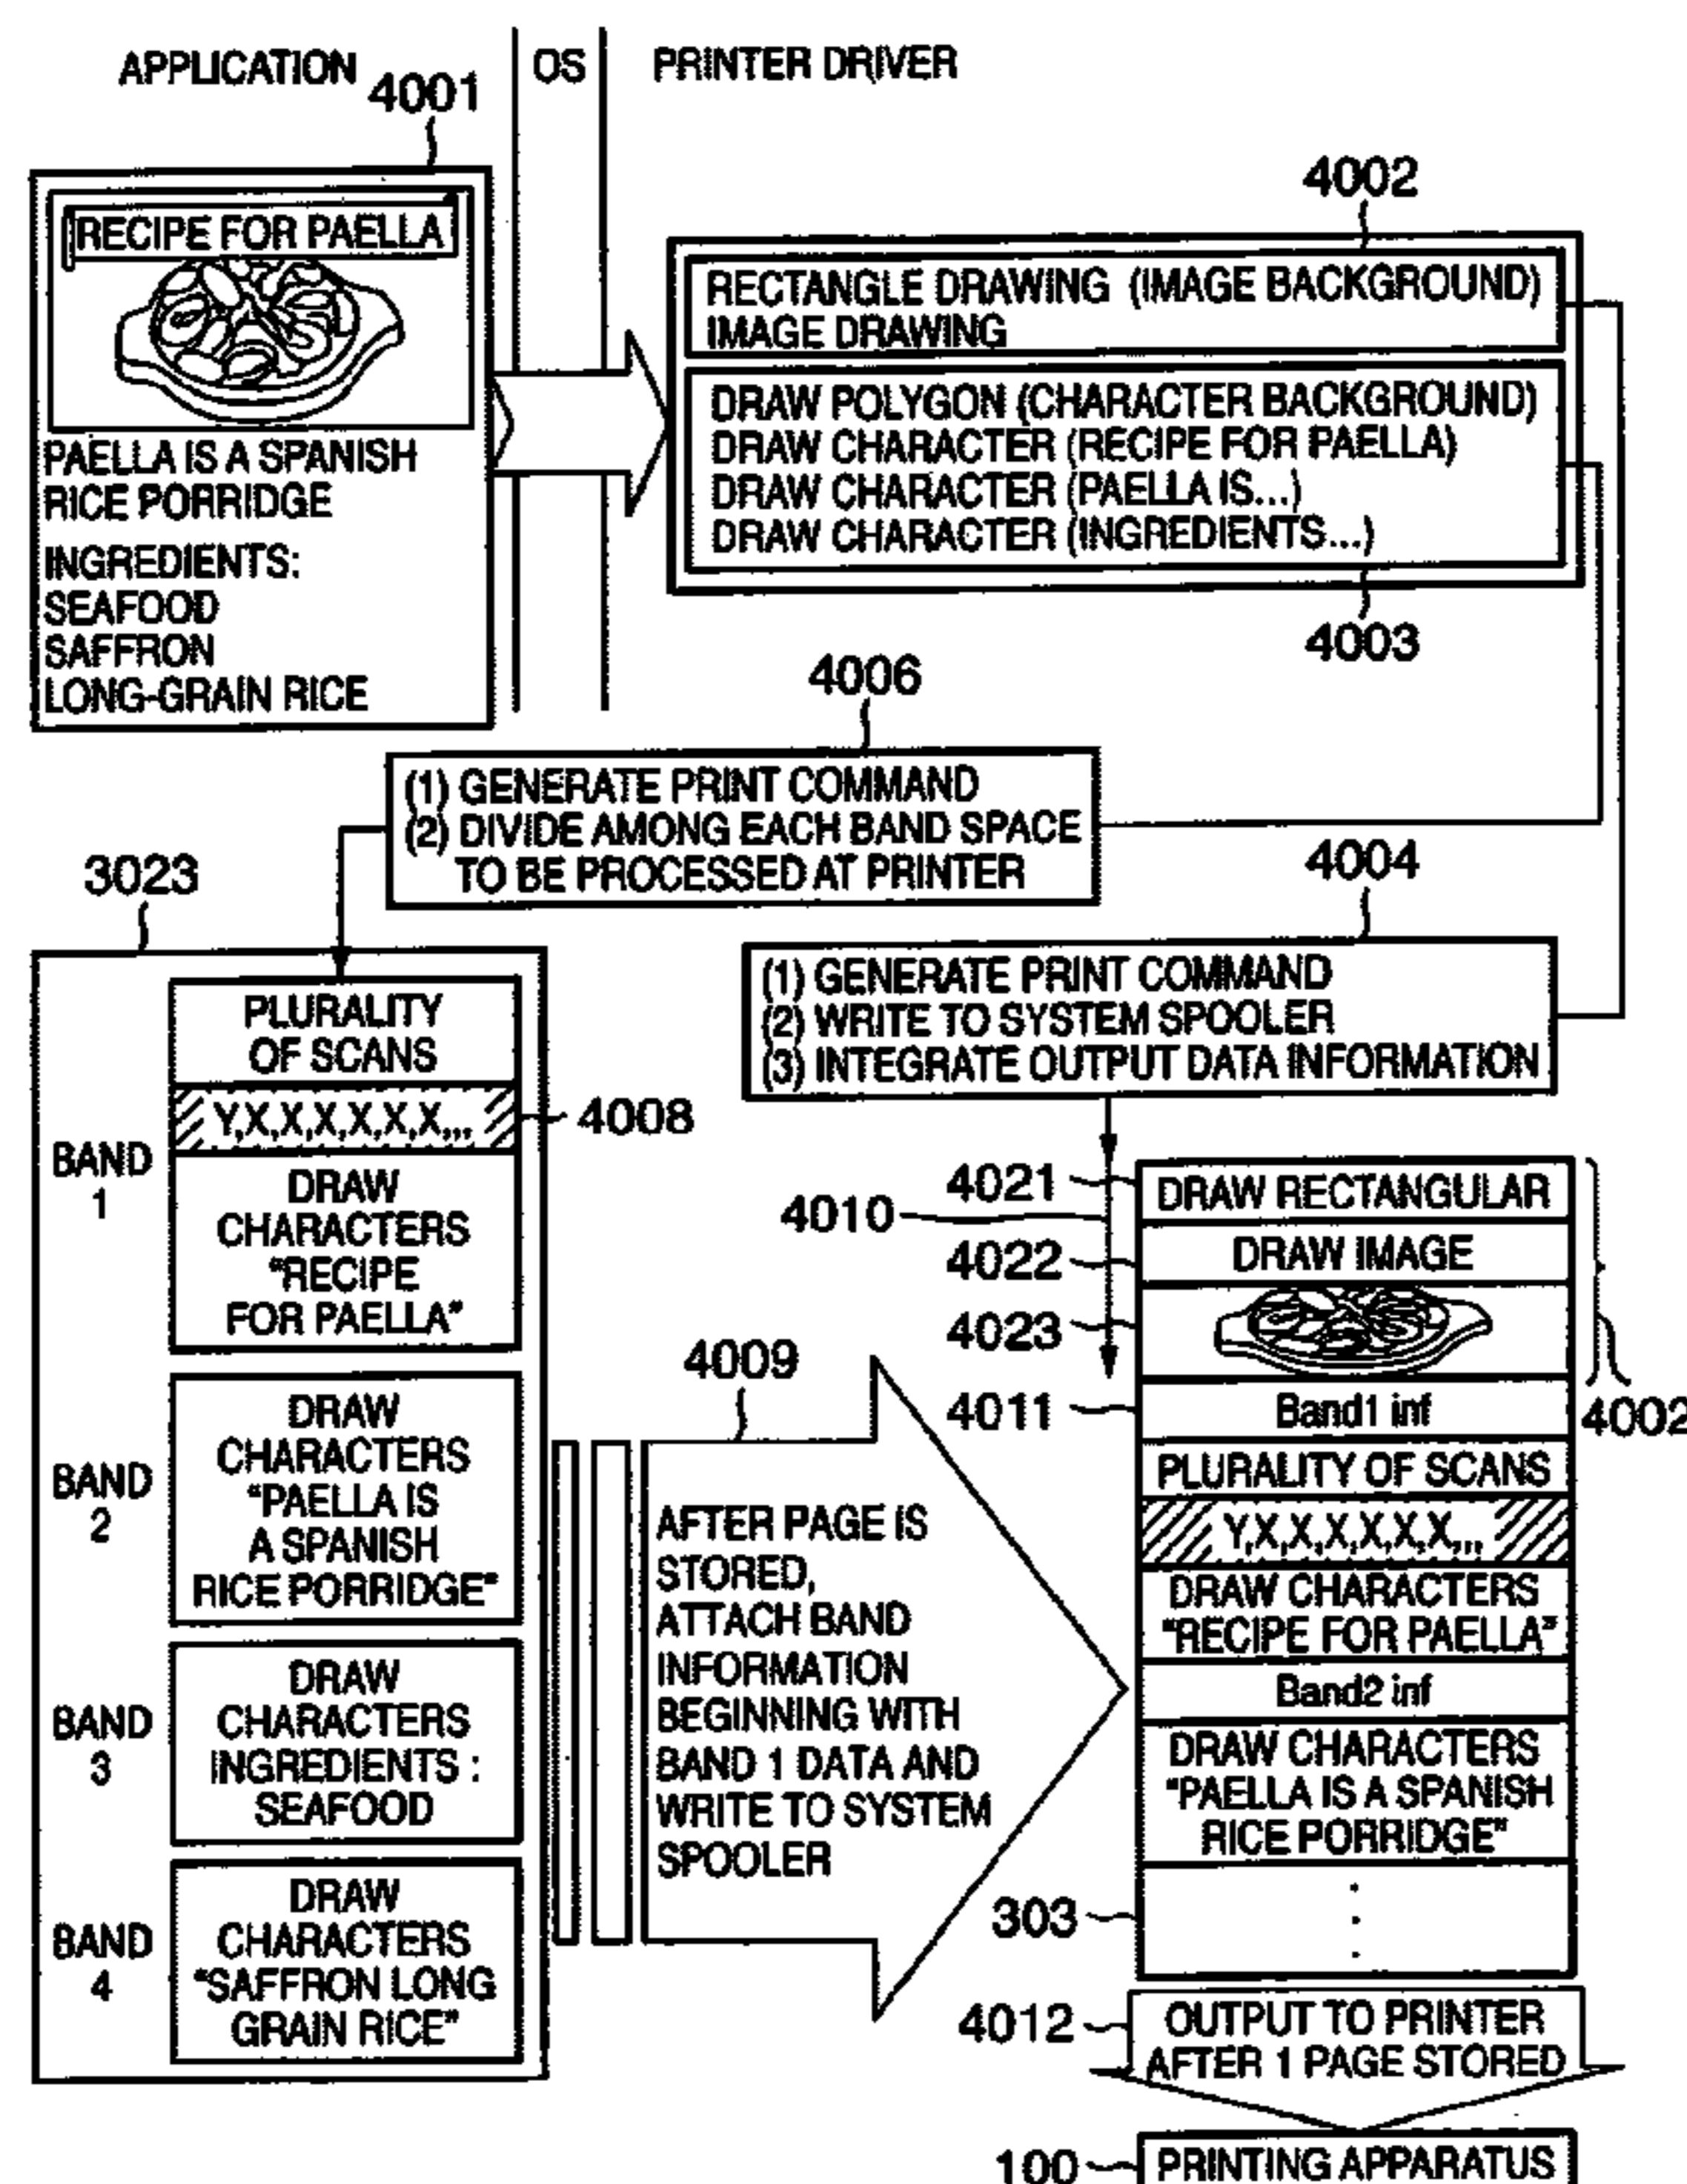 APPLICATION
OS
PRINTER DRIVER
4001
RECIPE FOR PAELLA
PAELLA IS A SPANISH
RICE PORRIDGE
INGREDIENTS:
SEAFOOD
SAFFRON
LONG-GRAIN RICE
4002
RECTANGLE DRAWING (IMAGE BACKGROUND)
IMAGE DRAWING
DRAW POLYGON (CHARACTER BACKGROUND)
DRAW CHARACTER (RECIPE FOR PAELLA)
DRAW CHARACTER (PAELLA IS...)
DRAW CHARACTER (INGREDIENTS...)
4003
4006
(1) GENERATE PRINT COMMAND
(2) DIVIDE AMONG EACH BAND SPACE
TO BE PROCESSED AT PRINTER
4004
(1) GENERATE PRINT COMMAND
(2) WRITE TO SYSTEM SPOOLER
(3) INTEGRATE OUTPUT DATA INFORMATION
3023
BAND
1
PLURALITY
OF SCANS
Y,X,X,X,X,X,X,,,
4008
DRAW
CHARACTERS
"RECIPE
FOR PAELLA"
BAND
2
DRAW
CHARACTERS
"PAELLA IS
A SPANISH
RICE PORRIDGE"
BAND
3
DRAW
CHARACTERS
INGREDIENTS :
SEAFOOD
BAND
4
DRAW
CHARACTERS
"SAFFRON LONG
GRAIN RICE"
4009
AFTER PAGE IS
STORED,
ATTACH BAND
INFORMATION
BEGINNING WITH
BAND 1 DATA AND
WRITE TO SYSTEM
SPOOLER
4010
4021
DRAW RECTANGULAR
4022
DRAW IMAGE
4023
4002
4011
Band1 inf
PLURALITY OF SCANS
Y,X,X,X,X,X,X,,,
DRAW CHARACTERS
"RECIPE FOR PAELLA"
Band2 inf
DRAW CHARACTERS
"PAELLA IS A SPANISH
RICE PORRIDGE"
303
4012
OUTPUT TO PRINTER
AFTER 1 PAGE STORED
100
PRINTING APPARATUS